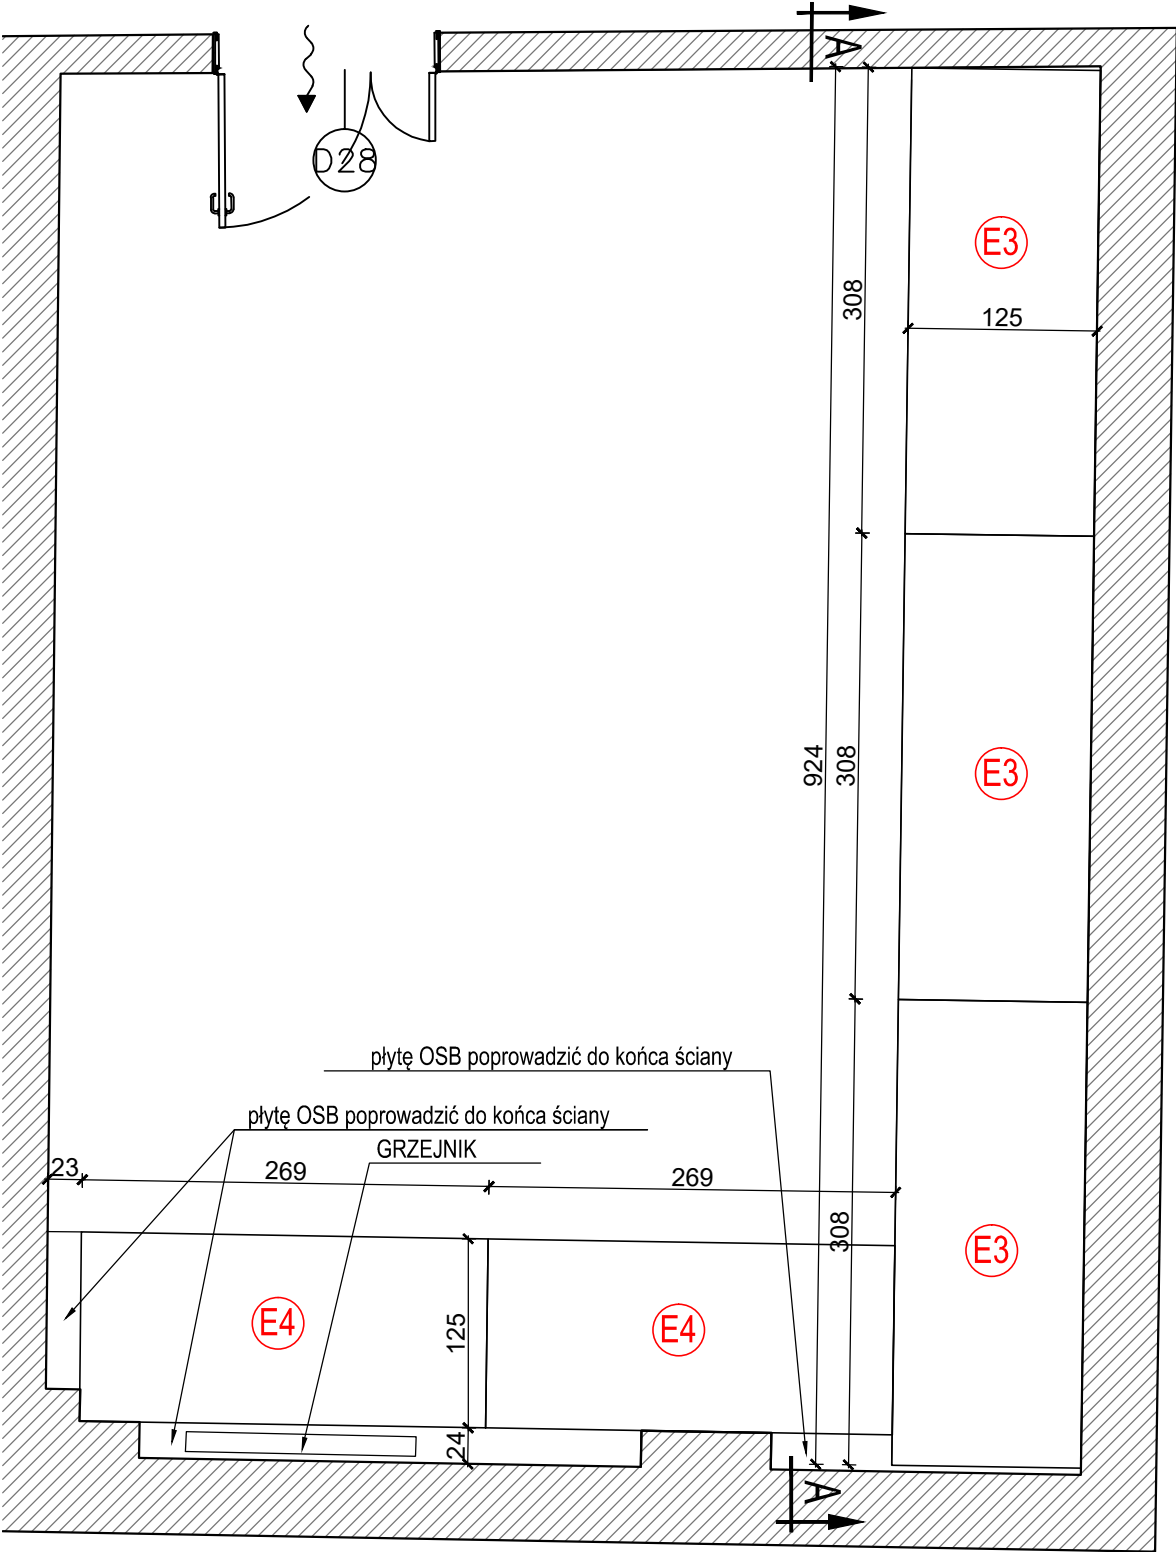 A
D28
E3
308
125
924
308
E3
płytę OSB poprowadzić do końca ściany
płytę OSB poprowadzić do końca ściany
GRZEJNIK
23
269
269
308
E3
E4
125
E4
24
A